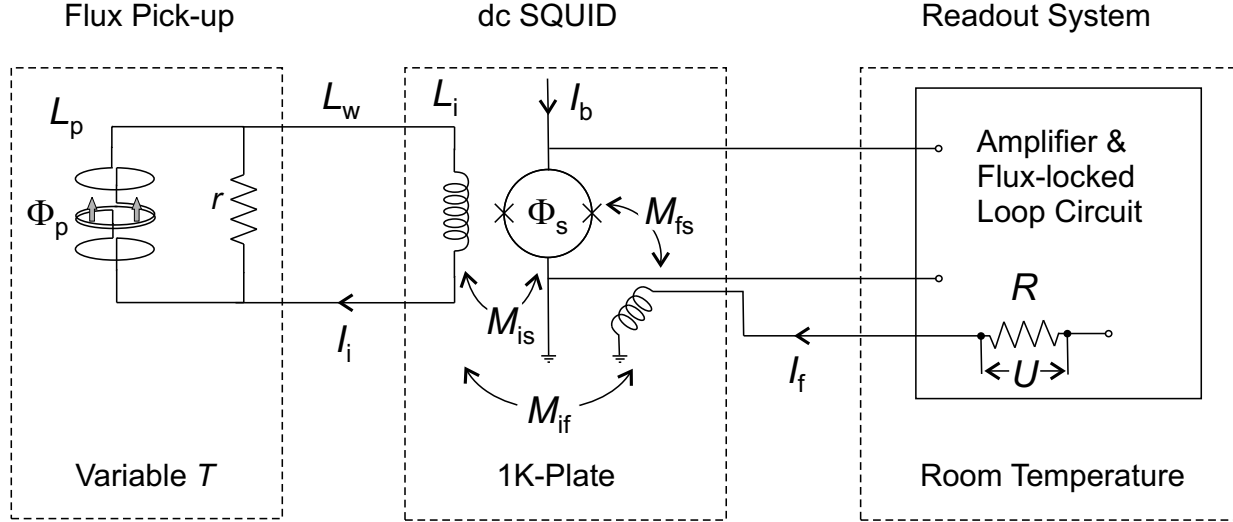 Flux Pick-up
dc SQUID
Readout System
L_p
L_w
L_i
I_b
Amplifier &
Flux-locked
Loop Circuit
r
Φ_p
Φ_s
M_fs
R
M_is
I_i
I_f
U
M_if
Variable T
1K-Plate
Room Temperature